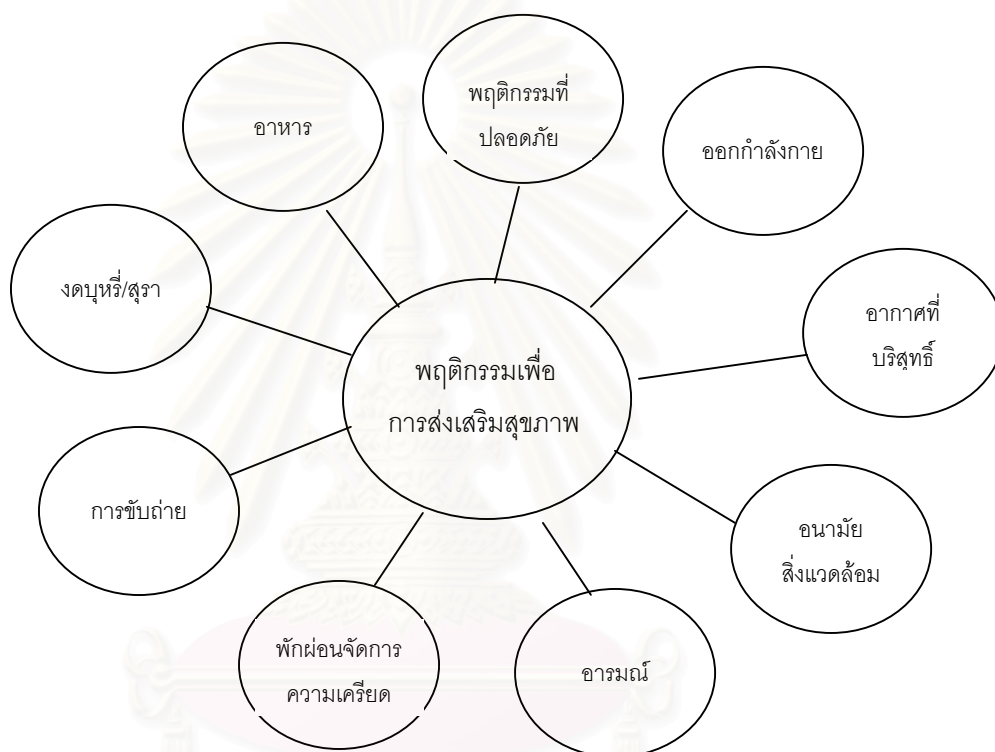 พฤติกรรมที่
ปลอดภัย
อาหาร
ออกกำลังกาย
งดบุหรี่/สุรา
อากาศที่
บริสุทธิ์
พฤติกรรมเพื่อ
การส่งเสริมสุขภาพ
การขับถ่าย
อนามัย
สิ่งแวดล้อม
พักผ่อนจัดการ
ความเครียด
อารมณ์